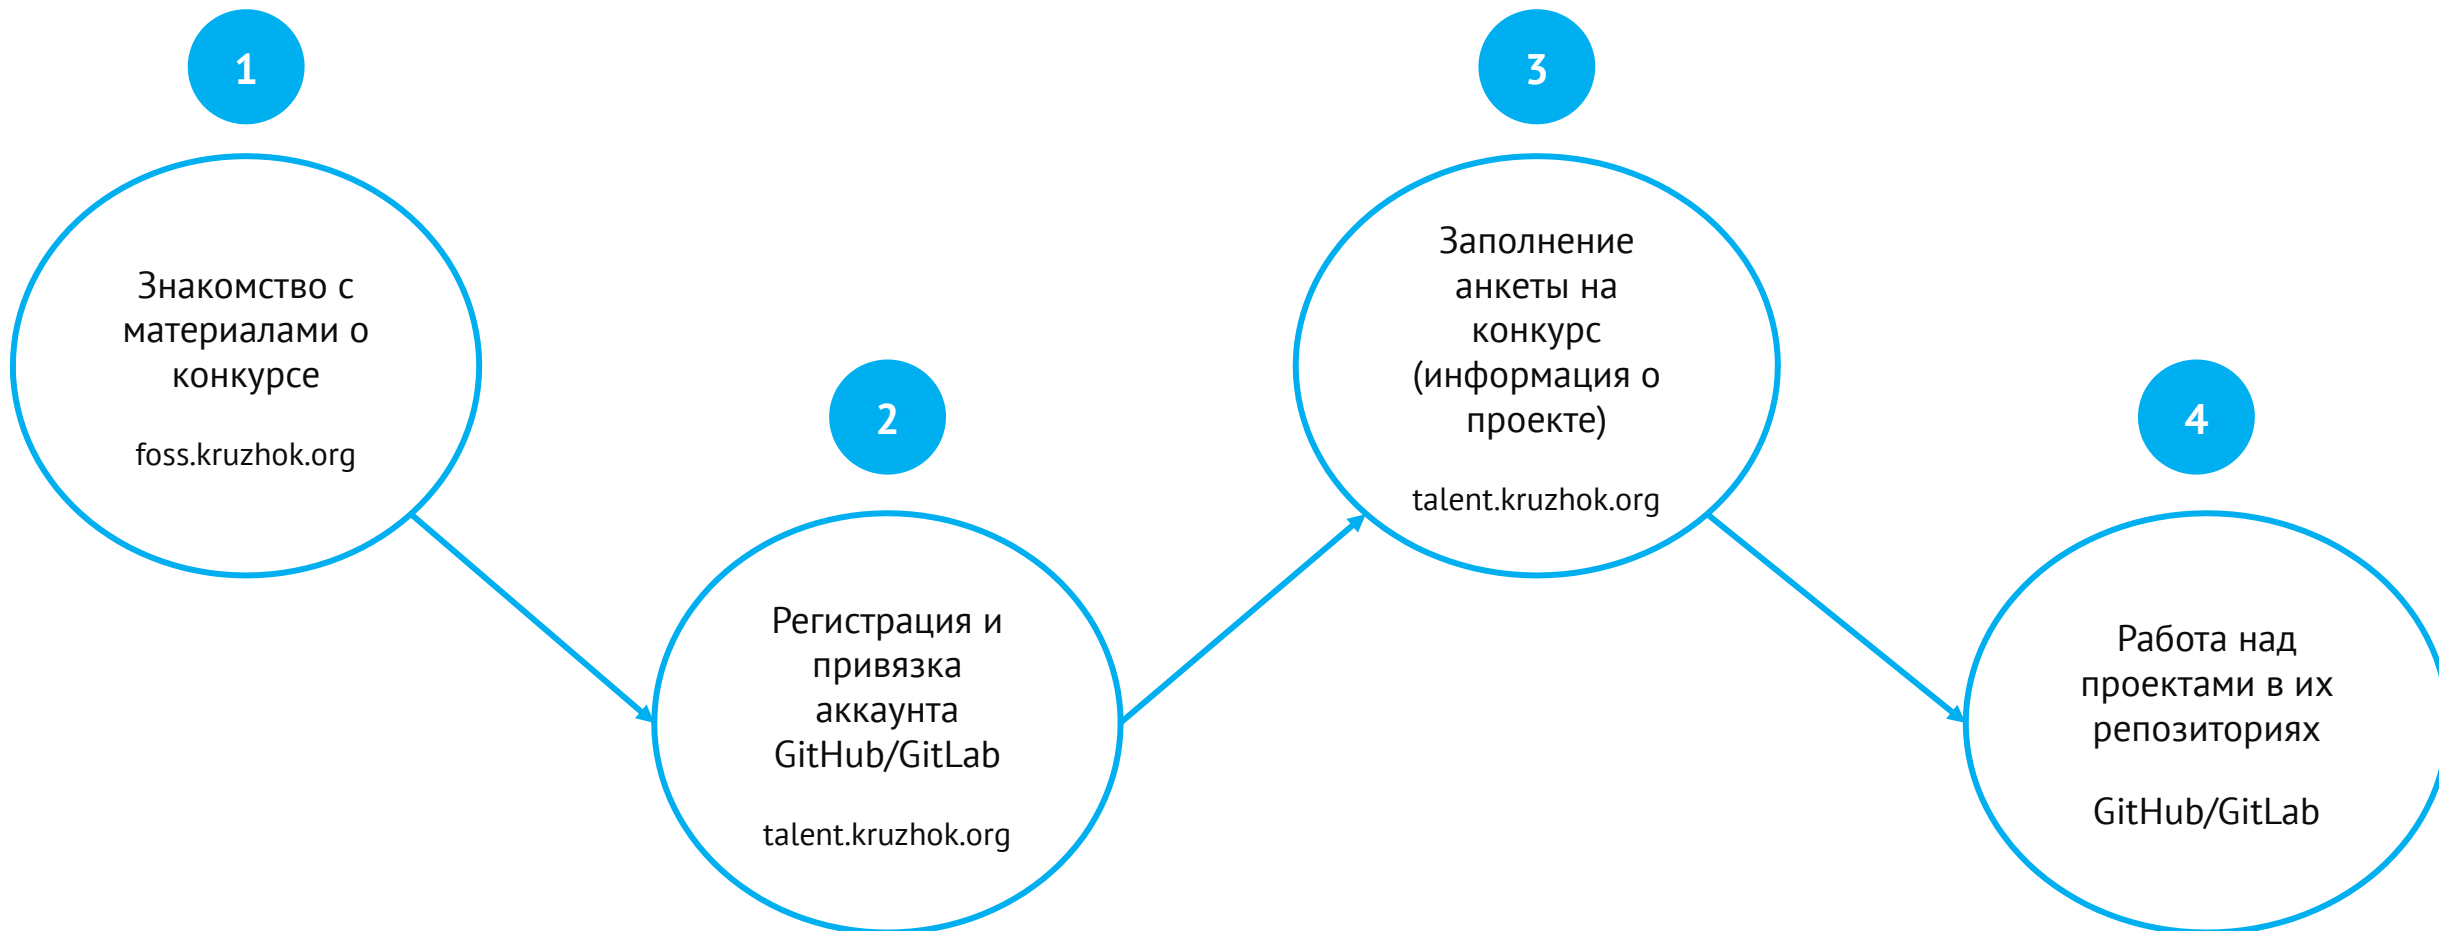 1
Знакомство с
материалами о
конкурсе
foss.kruzhok.org
2
Регистрация и
привязка
аккаунта
GitHub/GitLab
talent.kruzhok.org
3
Заполнение
анкеты на
конкурс
(информация о
проекте)
talent.kruzhok.org
4
Работа над
проектами в их
репозиториях
GitHub/GitLab